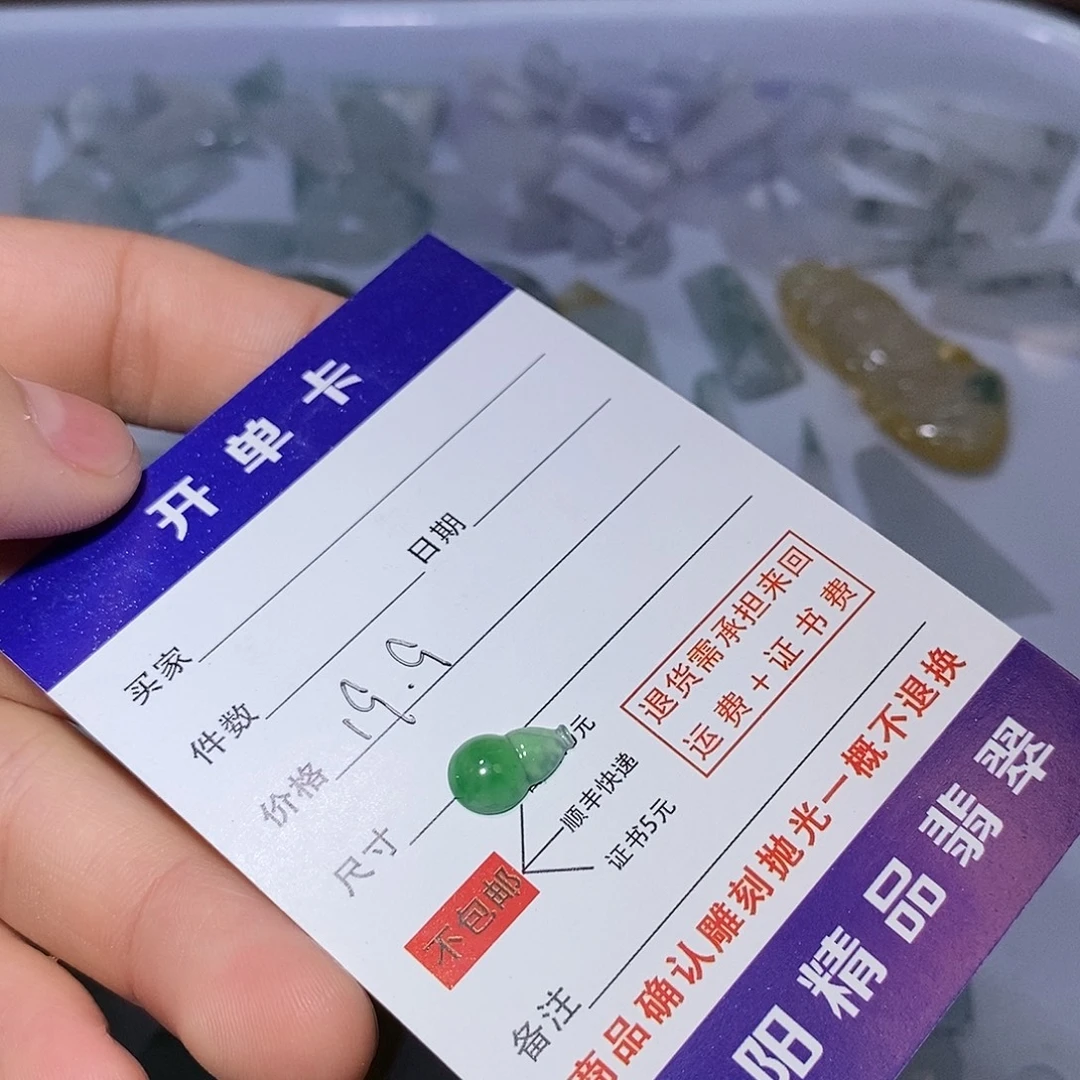 开单卡
买家
件数 日期
价格 19.9
尺寸
元
顺丰快递
证书5元
不包邮
退货需承担来回
运费+证书费
备注
商品确认雕刻抛光一概不退换
阳精品翡翠